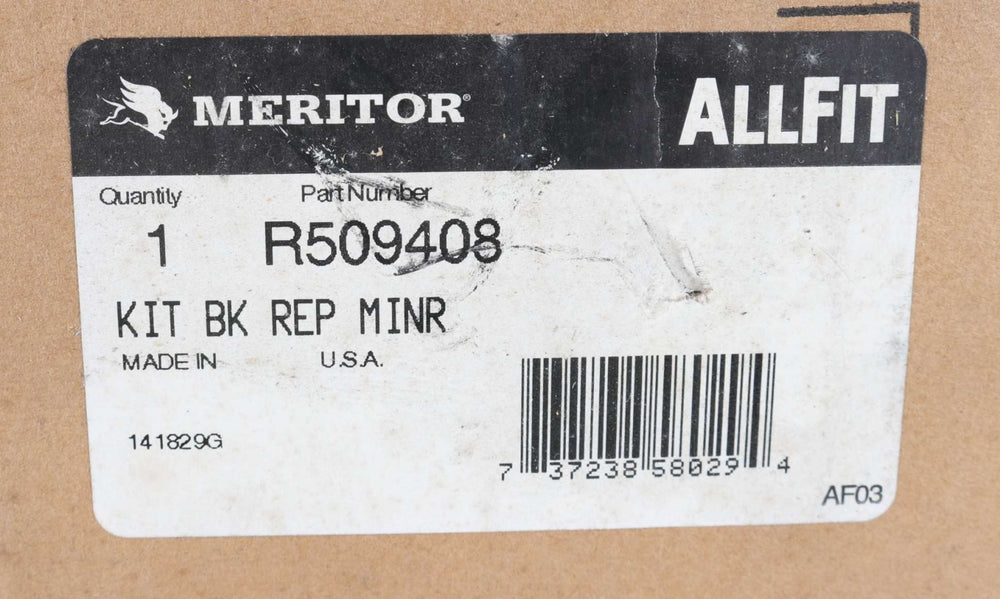 MERITOR® ALLFIT
Quantity Part Number
1 R509408
KIT BK REP MINR
MADE IN U.S.A.
141829G
7 37238 58029 4
AF03